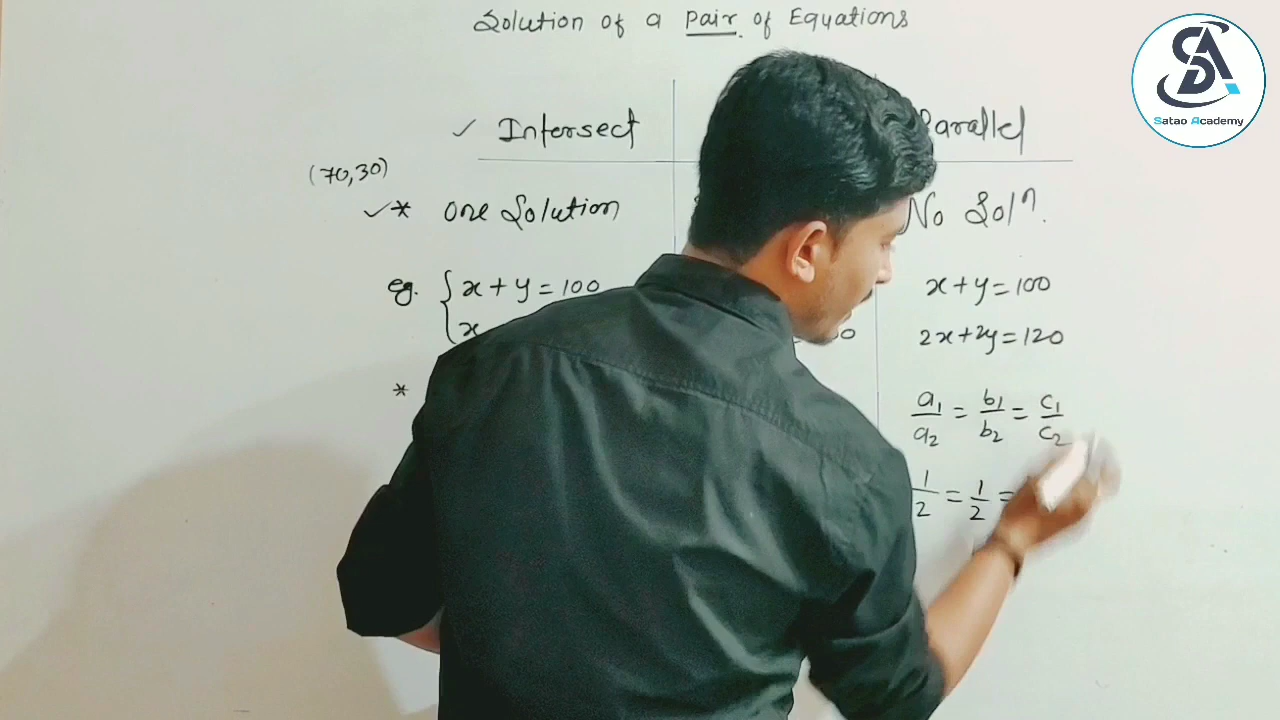 Solution of a Pair of Equations
SDA
Satao Academy
✓ Intersect
Parallel
(70,30)
✓* One Solution
No Solⁿ.
eg. { x + y = 100
x + y = 100
x
2x + 2y = 120
*
a₁/a₂ = b₁/b₂ = c₁/c₂
1/2 = 1/2 =